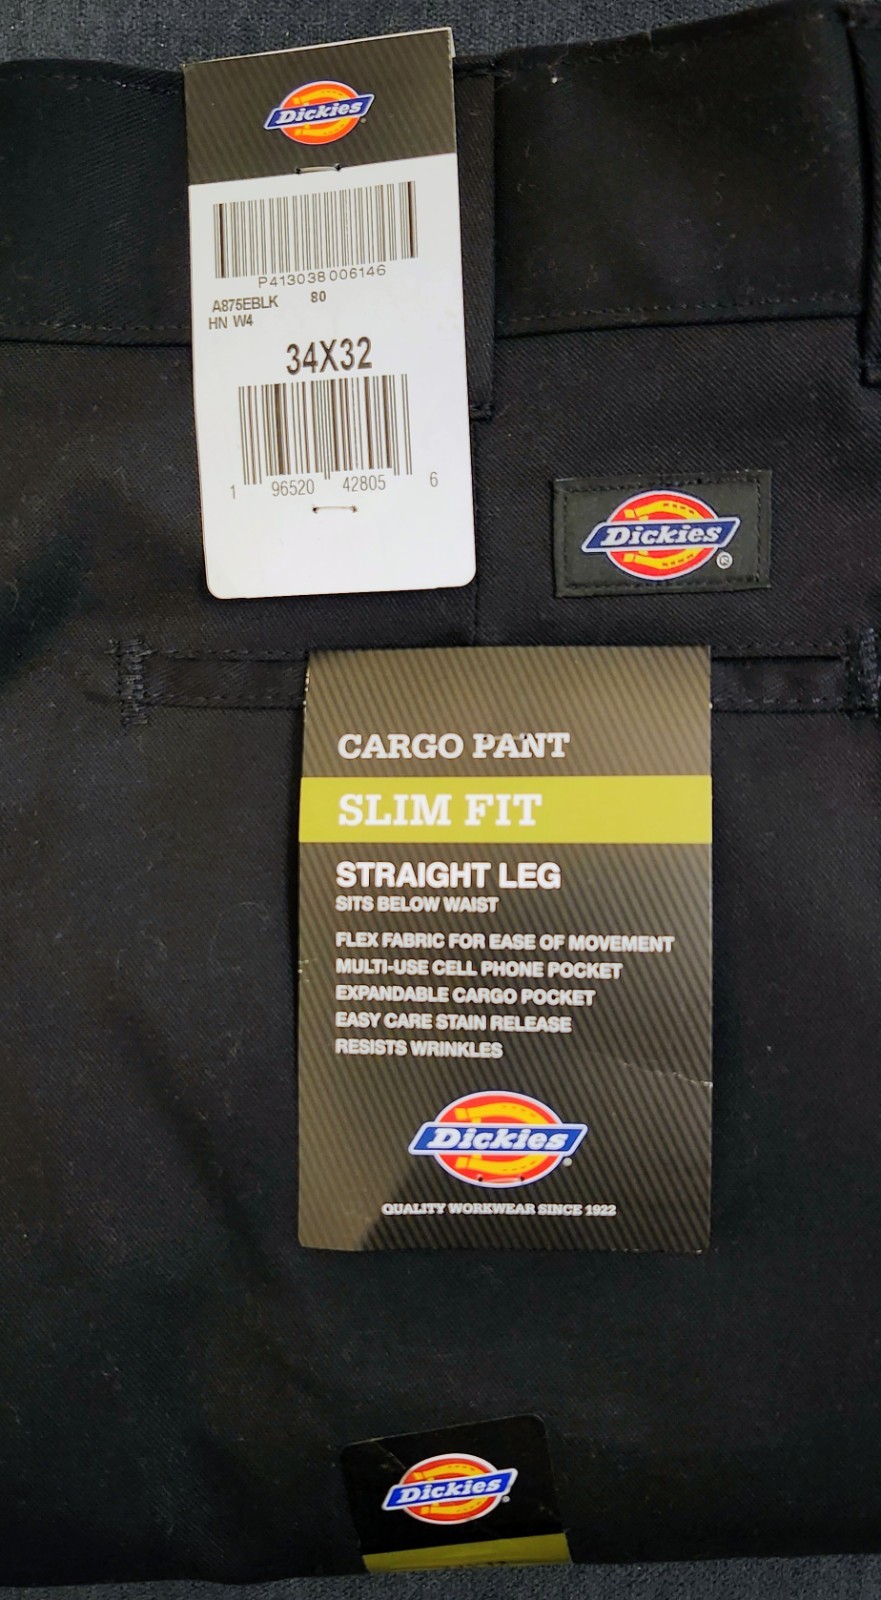 Dickies
P413038006146
A875EBLK 80
HN W4
34X32
1 96520 42805 6
Dickies
CARGO PANT
SLIM FIT
STRAIGHT LEG
SITS BELOW WAIST
FLEX FABRIC FOR EASE OF MOVEMENT
MULTI-USE CELL PHONE POCKET
EXPANDABLE CARGO POCKET
EASY CARE STAIN RELEASE
RESISTS WRINKLES
Dickies
QUALITY WORKWEAR SINCE 1922
Dickies